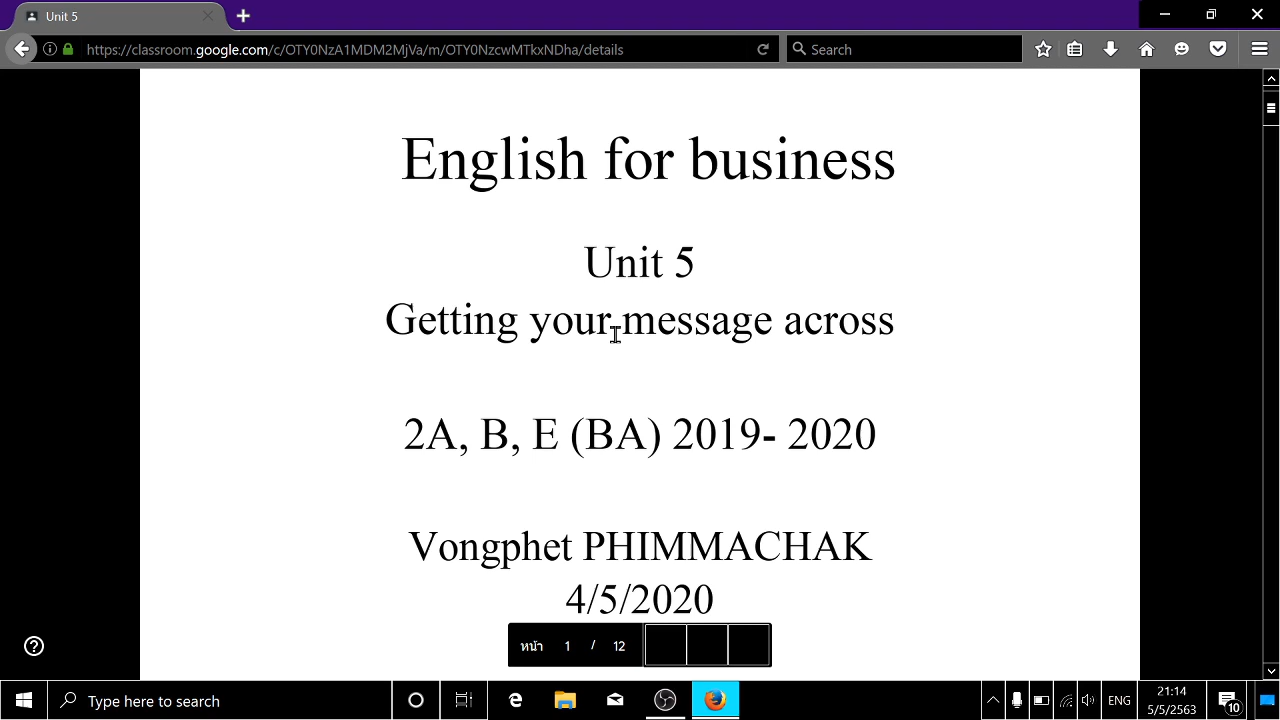 Unit 5
https://classroom.google.com/c/OTY0NzA1MDM2MjVa/m/OTY0NzcwMTkxNDha/details
Search
English for business
Unit 5
Getting your message across
2A, B, E (BA) 2019- 2020
Vongphet PHIMMACHAK
4/5/2020
หน้า 1 / 12
Type here to search
ENG
21:14
5/5/2563
10